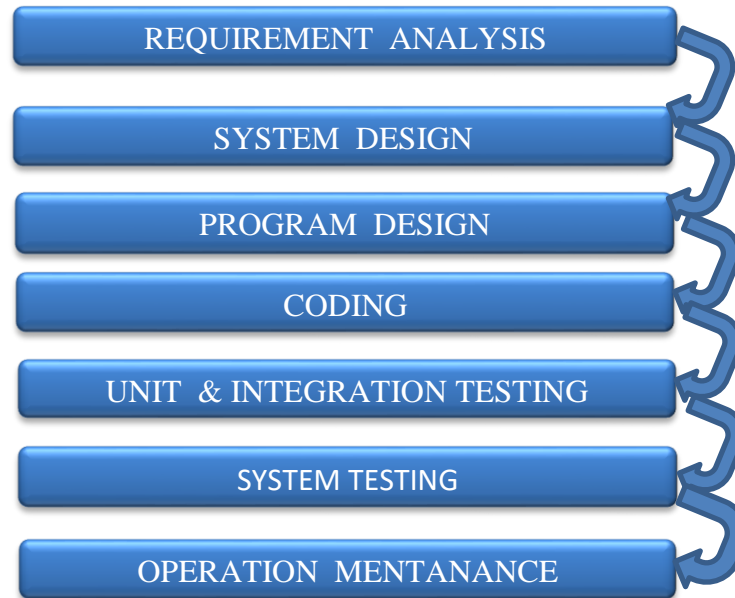 REQUIREMENT ANALYSIS
SYSTEM DESIGN
PROGRAM DESIGN
CODING
UNIT & INTEGRATION TESTING
SYSTEM TESTING
OPERATION MENTANANCE